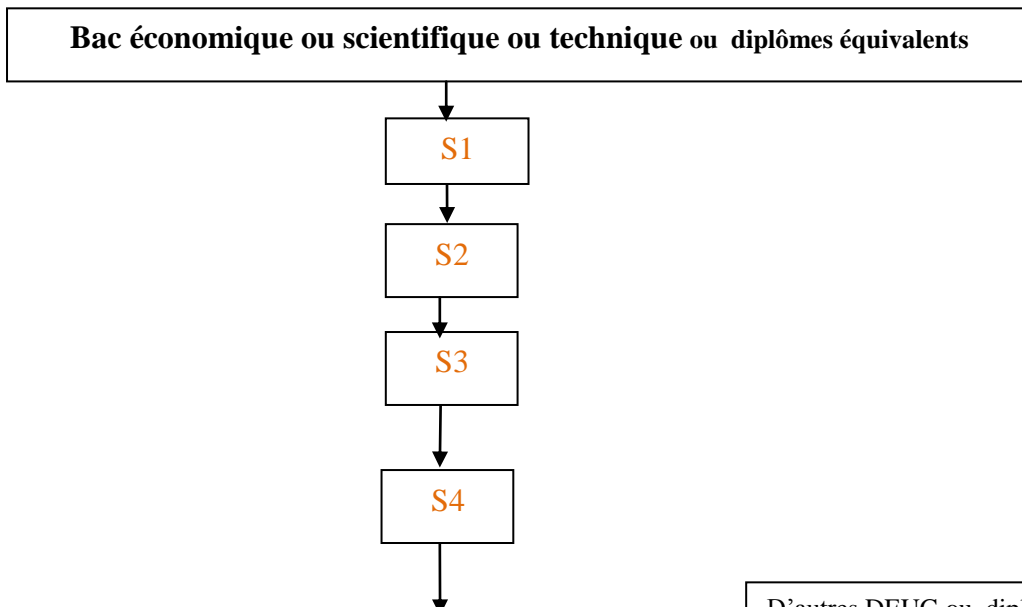 Bac économique ou scientifique ou technique ou diplômes équivalents
S1
S2
S3
S4
D'autres DEUG ou